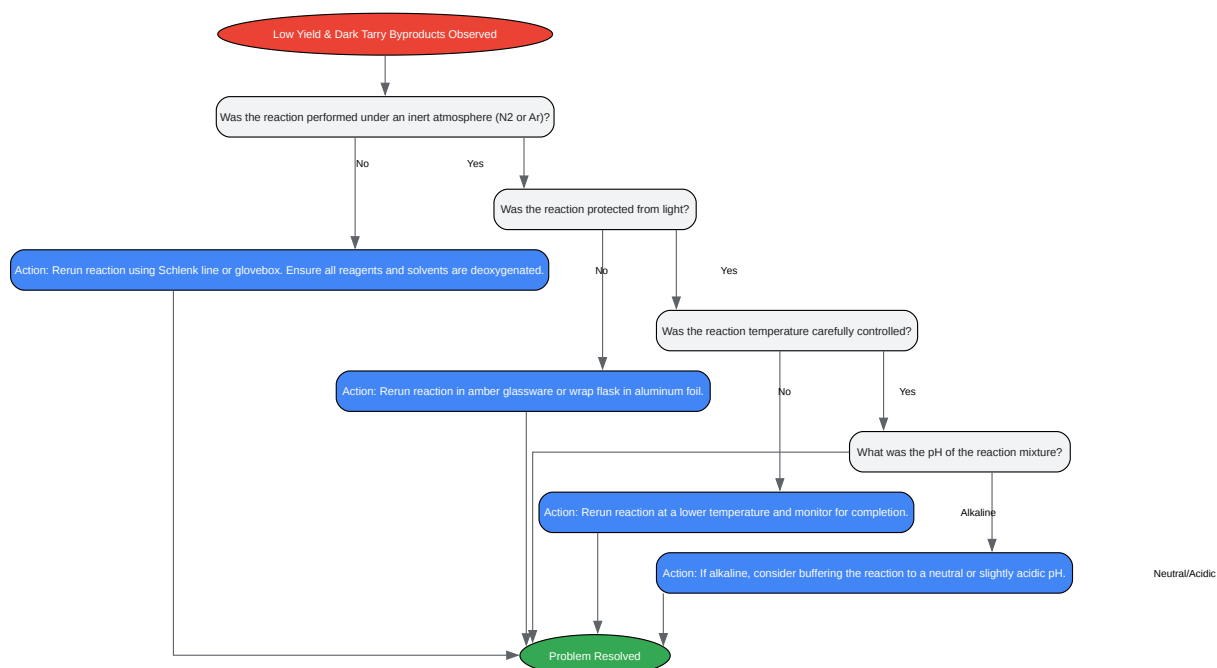 Low Yield & Dark Tarry Byproducts Observed
Was the reaction performed under an inert atmosphere (N2 or Ar)?
No
Yes
Was the reaction protected from light?
Action: Rerun reaction using Schlenk line or glovebox. Ensure all reagents and solvents are deoxygenated.
No
Yes
Was the reaction temperature carefully controlled?
Action: Rerun reaction in amber glassware or wrap flask in aluminum foil.
No
Yes
What was the pH of the reaction mixture?
Action: Rerun reaction at a lower temperature and monitor for completion.
Alkaline
Action: If alkaline, consider buffering the reaction to a neutral or slightly acidic pH.
Neutral/Acidic
Problem Resolved